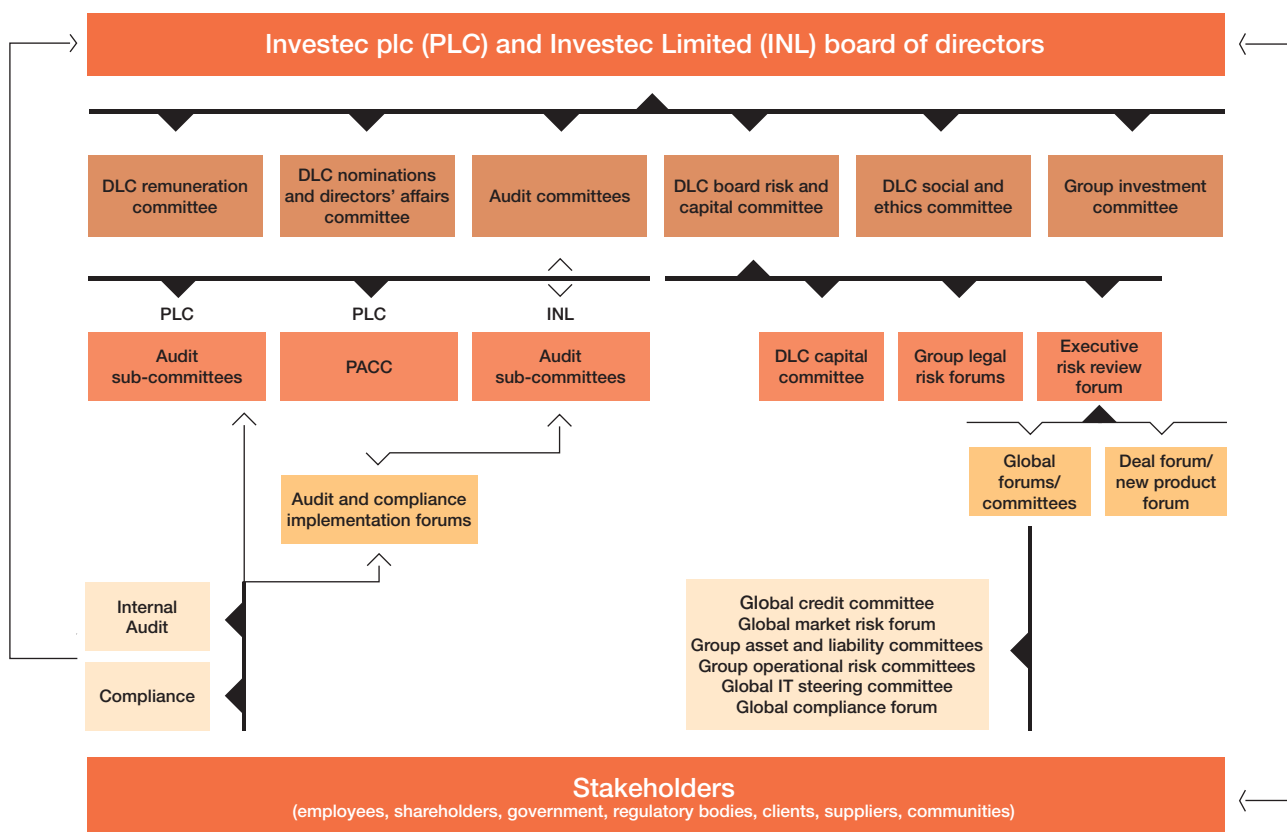 Investec plc (PLC) and Investec Limited (INL) board of directors
DLC remuneration
committee
DLC nominations
and directors’ affairs
committee
Audit committees
DLC board risk and
capital committee
DLC social and
ethics committee
Group investment
committee
PLC
PLC
INL
Audit
sub-committees
PACC
Audit
sub-committees
DLC capital
committee
Group legal
risk forums
Executive
risk review
forum
Audit and compliance
implementation forums
Global
forums/
committees
Deal forum/
new product
forum
Internal
Audit
Compliance
Global credit committee
Global market risk forum
Group asset and liability committees
Group operational risk committees
Global IT steering committee
Global compliance forum
Stakeholders
(employees, shareholders, government, regulatory bodies, clients, suppliers, communities)